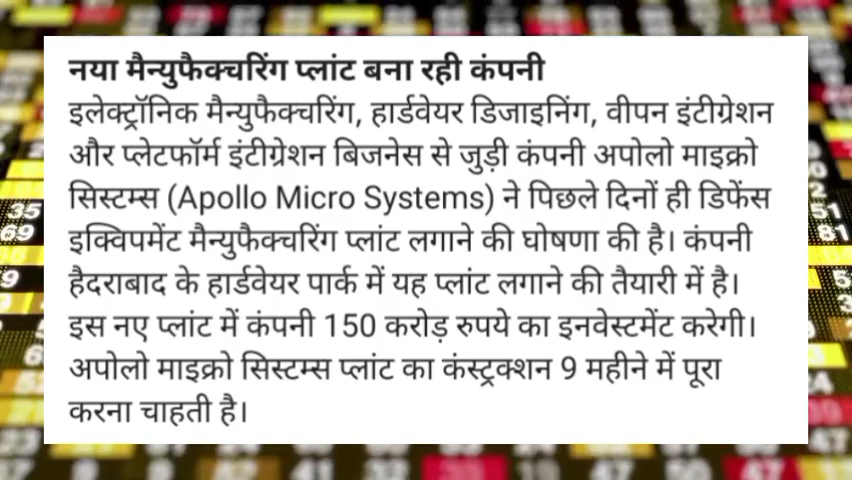 नया मैन्युफैक्चरिंग प्लांट बना रही कंपनी
इलेक्ट्रॉनिक मैन्युफैक्चरिंग, हार्डवेयर डिजाइनिंग, वीपन इंटीग्रेशन
और प्लेटफॉर्म इंटीग्रेशन बिजनेस से जुड़ी कंपनी अपोलो माइक्रो
सिस्टम्स (Apollo Micro Systems) ने पिछले दिनों ही डिफेंस
इक्विपमेंट मैन्युफैक्चरिंग प्लांट लगाने की घोषणा की है। कंपनी
हैदराबाद के हार्डवेयर पार्क में यह प्लांट लगाने की तैयारी में है।
इस नए प्लांट में कंपनी 150 करोड़ रुपये का इनवेस्टमेंट करेगी।
अपोलो माइक्रो सिस्टम्स प्लांट का कंस्ट्रक्शन 9 महीने में पूरा
करना चाहती है।